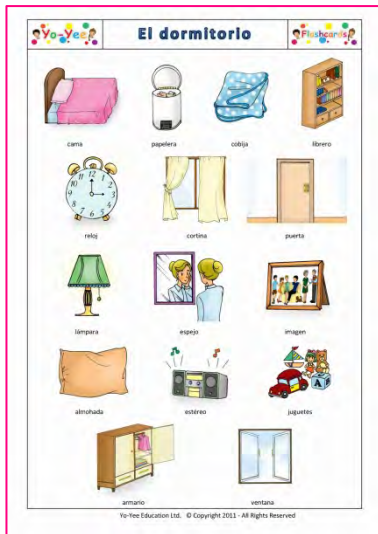 Yo-Yee El dormitorio Flashcards
cama papelera cobija librero
reloj cortina puerta
lámpara espejo imagen
almohada estéreo juguetes
armario ventana
Yo-Yee Education Ltd. © Copyright 2011 - All Rights Reserved